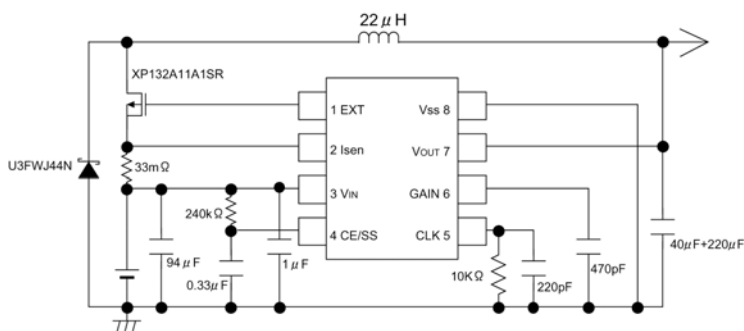 22μH
XP132A11A1SR
1 EXT
Vss 8
2 Isen
VOUT 7
U3FWJ44N
33mΩ
3 VIN
GAIN 6
240kΩ
4 CE/SS
CLK 5
94μF
1μF
0.33μF
10KΩ
220pF
470pF
40μF+220μF